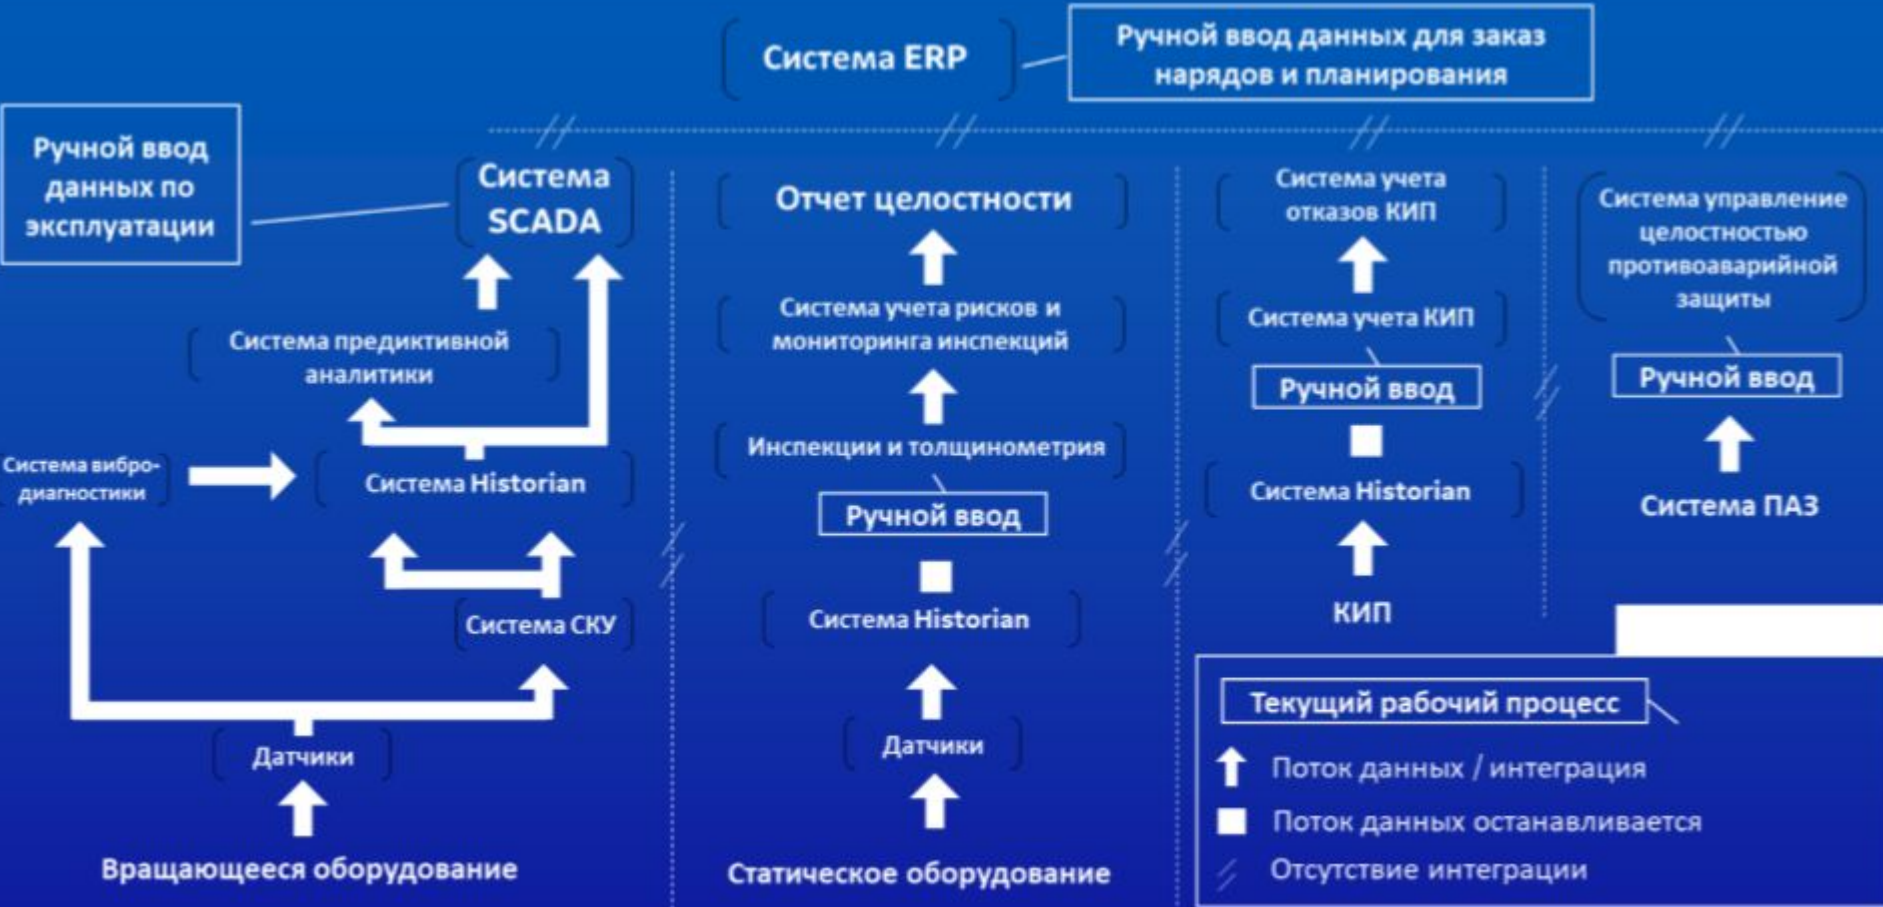 Система ERP
Ручной ввод данных для заказ
нарядов и планирования
Ручной ввод
данных по
эксплуатации
Система
SCADA
Система предиктивной
аналитики
Система вибро-
диагностики
Система Historian
Система СКУ
Датчики
Вращающееся оборудование
Отчет целостности
Система учета рисков и
мониторинга инспекций
Инспекции и толщинометрия
Ручной ввод
Система Historian
Датчики
Статическое оборудование
Система учета
отказов КИП
Система учета КИП
Ручной ввод
Система Historian
КИП
Система управление
целостностью
противоаварийной
защиты
Ручной ввод
Система ПАЗ
Текущий рабочий процесс
Поток данных / интеграция
Поток данных останавливается
Отсутствие интеграции